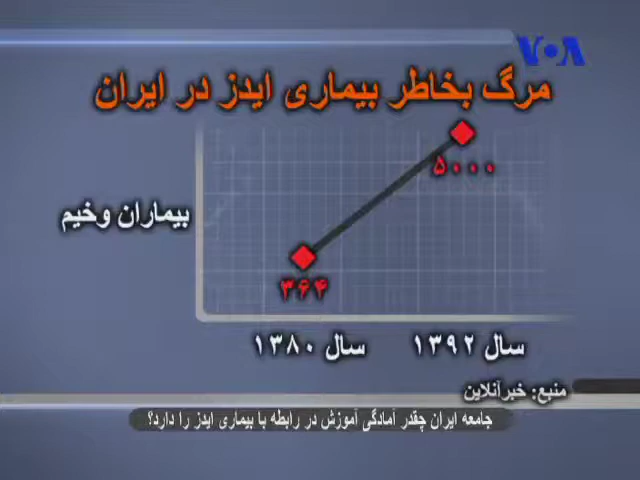 VOA
مرگ بخاطر بیماری ایدز در ایران
۵۰۰۰
بیماران وخیم
۳۶۴
سال ۱۳۸۰
سال ۱۳۹۲
منبع: خبرآنلاین
جامعه ایران چقدر آمادگی آموزش در رابطه با بیماری ایدز را دارد؟